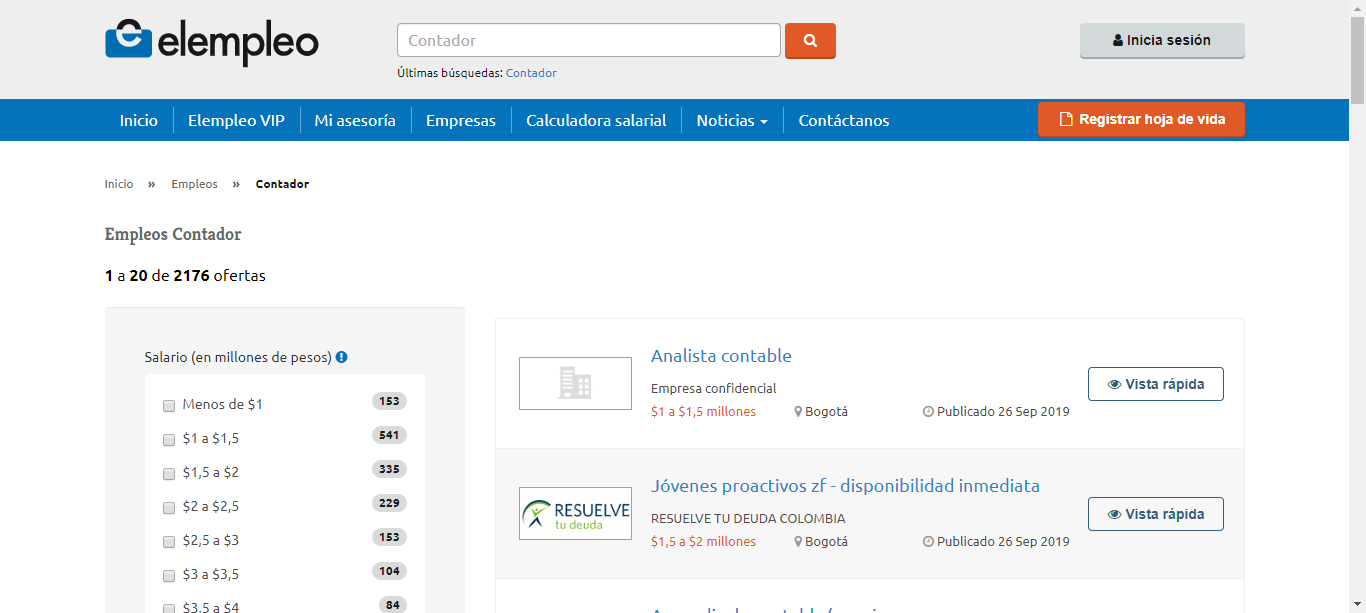 elempleo
Contador
Últimas búsquedas: Contador
Inicia sesión
Inicio
Elempleo VIP
Mi asesoría
Empresas
Calculadora salarial
Noticias
Contáctanos
Registrar hoja de vida
Inicio » Empleos » Contador
Empleos Contador
1 a 20 de 2176 ofertas
Salario (en millones de pesos)
Menos de $1 153
$1 a $1,5 541
$1,5 a $2 335
$2 a $2,5 229
$2,5 a $3 153
$3 a $3,5 104
$3,5 a $4 84
Analista contable
Empresa confidencial
$1 a $1,5 millones Bogotá Publicado 26 Sep 2019
Vista rápida
RESUELVE
tu deuda
Jóvenes proactivos zf - disponibilidad inmediata
RESUELVE TU DEUDA COLOMBIA
$1,5 a $2 millones Bogotá Publicado 26 Sep 2019
Vista rápida